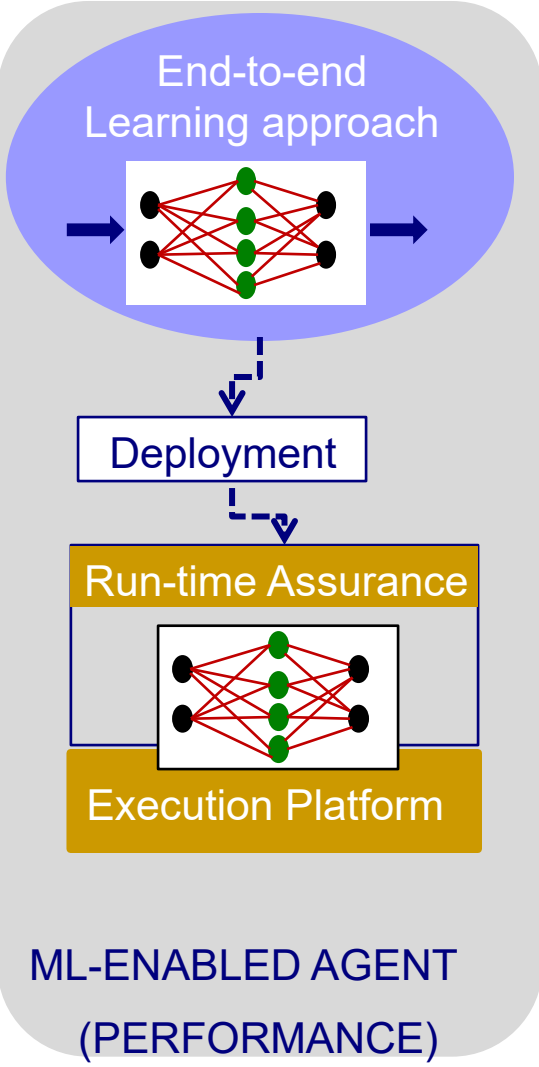 End-to-end
Learning approach
Deployment
Run-time Assurance
Execution Platform
ML-ENABLED AGENT
(PERFORMANCE)